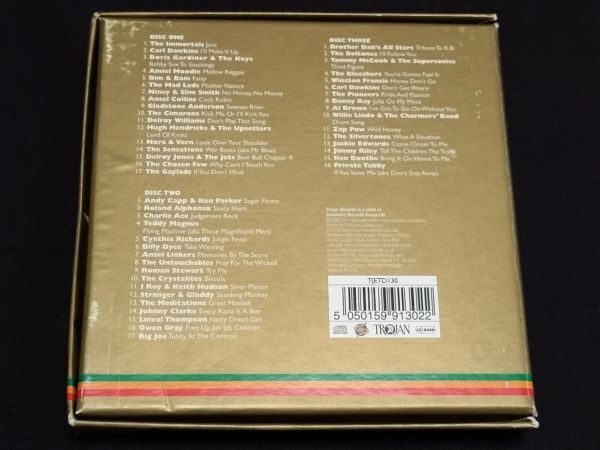 DISC ONE
1. The Immortals Jans
2. Carl Dawkins I'll Make It Up
3. Boris Gardiner & The Keys
Bobby Sox To Stockings
4. Amiel Moodie Mellow Reggae
5. Bim & Bam Fatty
6. The Mad Lads Mother Nature
7. Niney & Slim Smith No Money, No Money
8. Ansel Collins Cock Robin
9. Gladstone Anderson Swanee River
10. The Cimarons Kick Me Or I'll Kick You
11. Delroy Williams Don't Play That Song
12. Hugh Hendricks & The Upsetters
Land Of Kinks
13. Nora & Vern Look Over Your Shoulder
14. The Sensations War Boats (aka Mr Blue)
15. Delroy Jones & The Jets Burn Ball Chapter II
16. The Chosen Few Why Can't I Touch You
17. The Gaylads If You Don't Mind
DISC TWO
1. Andy Capp & Ken Parker Sugar Pantie
2. Roland Alphonso Saucy Horn
3. Charlie Ace Judgement Rock
4. Teddy Magnus
Flying Machine (aka Those Magnificent Men)
5. Cynthia Richards Jungle Fever
6. Billy Dyce Take Warning
7. Ansel Linkers Memories By The Score
8. The Untouchables Pray For The Wicked
9. Roman Stewart Try Me
10. The Crystalites Blacula
11. I Roy & Keith Hudson Silver Platter
12. Stranger & Gladdy Shanking Monkey
13. The Meditations Great Messiah
14. Johnny Clarke Every Rasta Is A Star
15. Linval Thompson Natty Dread Girl
16. Owen Gray Free Up Jah Jah Children
17. Big Joe Tubby At The Controls
DISC THREE
1. Brother Dan's All Stars Tribute To K.B.
2. The Beltones I'll Follow You
3. Tommy McCook & The Supersonics
Third Figure
4. The Bleechers You're Gonna Feel It
5. Winston Francis Honey Don't Go
6. Carl Dawkins Don't Get Weary
7. The Pioneers Pride And Passion
8. Danny Ray Julie On My Mind
9. Al Brown I've Got To Go On Without You
10. Willie Lindo & The Charmers' Band
Drum Song
11. Zap Pow Wild Honey
12. The Silvertones What A Situation
13. Jackie Edwards Come Closer To Me
14. Jimmy Riley Tell The Children The Truth
15. Ken Boothe Bring It On Home To Me
16. Private Tabby
If You leave Me (aka Don't Stay Away)
Trojan Records is a label of
Sanctuary Records Group Ltd.
TJETD130
5 050159 913022
TROJAN